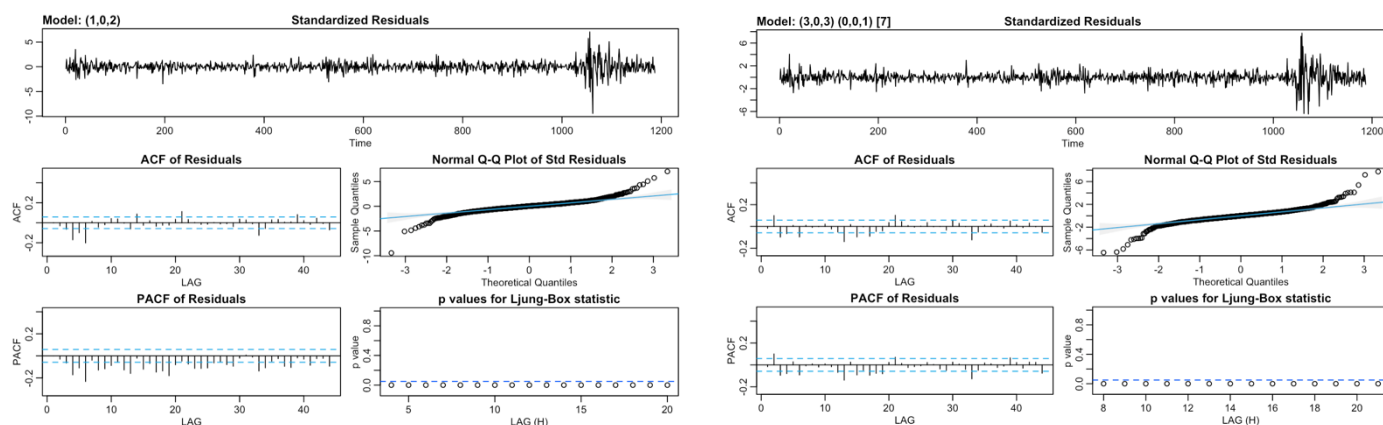 Model: (1,0,2) Standardized Residuals
5
0
-5
-10
0 200 400 600 800 1000 1200
Time
ACF of Residuals
ACF
0.2
-0.2
0 10 20 30 40
LAG
Normal Q-Q Plot of Std Residuals
Sample Quantiles
5
0
-5
-10
-3 -2 -1 0 1 2 3
Theoretical Quantiles
PACF of Residuals
PACF
0.2
-0.2
0 10 20 30 40
LAG
p values for Ljung-Box statistic
p value
0.8
0.4
0.0
5 10 15 20
LAG (H)
Model: (3,0,3) (0,0,1) [7] Standardized Residuals
6
2
-2
-6
0 200 400 600 800 1000 1200
Time
ACF of Residuals
ACF
0.2
-0.2
0 10 20 30 40
LAG
Normal Q-Q Plot of Std Residuals
Sample Quantiles
6
2
-2
-6
-3 -2 -1 0 1 2 3
Theoretical Quantiles
PACF of Residuals
PACF
0.2
-0.2
0 10 20 30 40
LAG
p values for Ljung-Box statistic
p value
0.8
0.4
0.0
8 10 12 14 16 18 20
LAG (H)